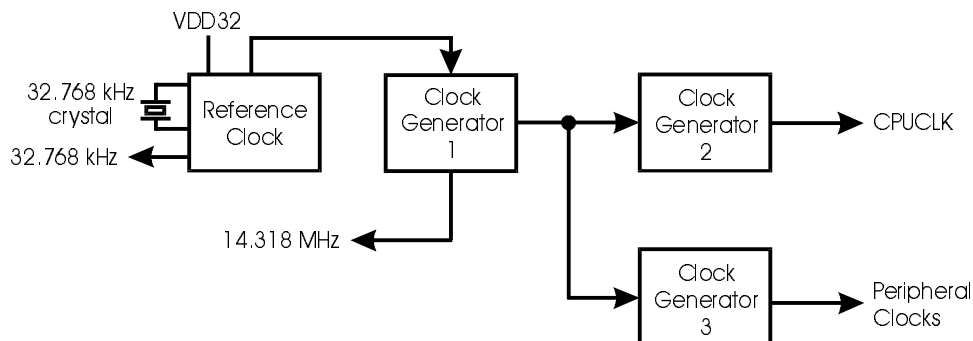 VDD32
32.768 kHz
crystal
32.768 kHz
Reference
Clock
Clock
Generator
1
14.318 MHz
Clock
Generator
2
CPUCLK
Clock
Generator
3
Peripheral
Clocks